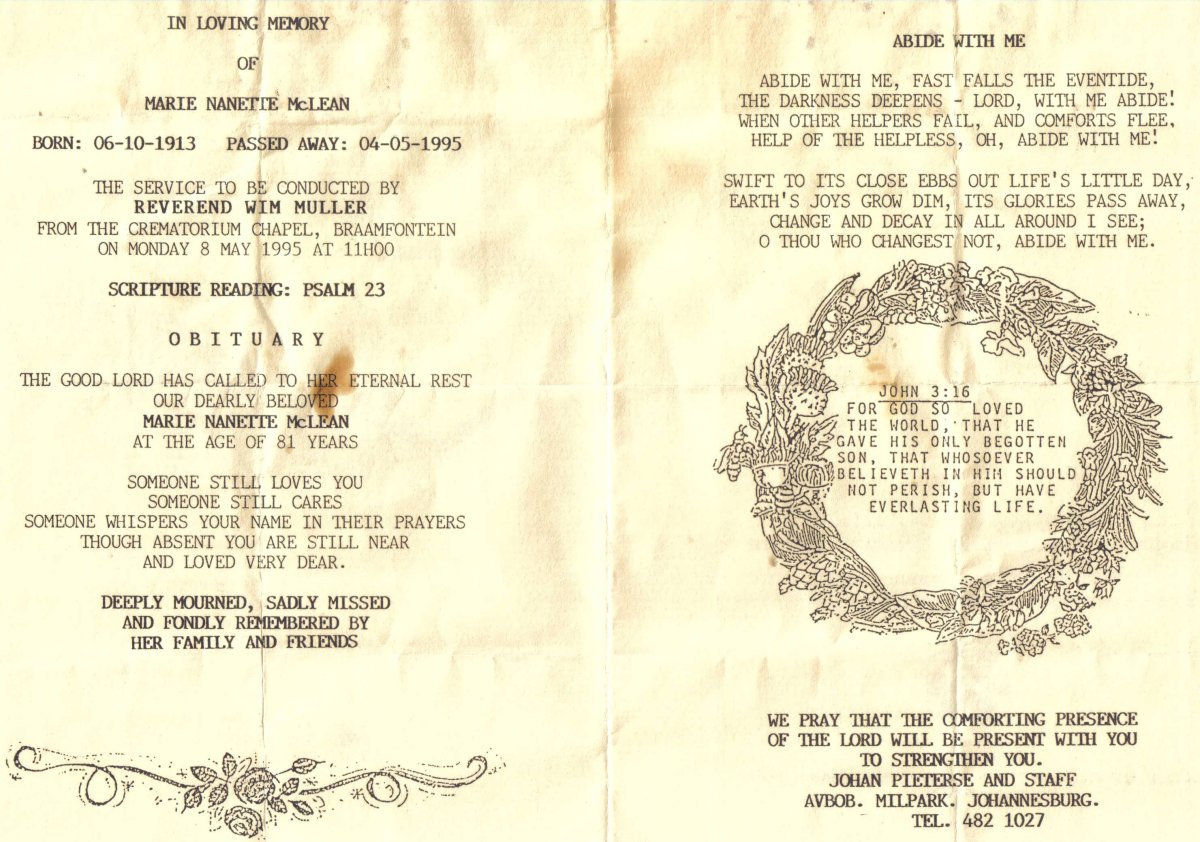 IN LOVING MEMORY
OF
MARIE NANETTE McLEAN
BORN: 06-10-1913 PASSED AWAY: 04-05-1995
THE SERVICE TO BE CONDUCTED BY
REVEREND WIM MULLER
FROM THE CREMATORIUM CHAPEL, BRAAMFONTEIN
ON MONDAY 8 MAY 1995 AT 11H00
SCRIPTURE READING: PSALM 23
O B I T U A R Y
THE GOOD LORD HAS CALLED TO HER ETERNAL REST
OUR DEARLY BELOVED
MARIE NANETTE McLEAN
AT THE AGE OF 81 YEARS
SOMEONE STILL LOVES YOU
SOMEONE STILL CARES
SOMEONE WHISPERS YOUR NAME IN THEIR PRAYERS
THOUGH ABSENT YOU ARE STILL NEAR
AND LOVED VERY DEAR.
DEEPLY MOURNED, SADLY MISSED
AND FONDLY REMEMBERED BY
HER FAMILY AND FRIENDS
ABIDE WITH ME
ABIDE WITH ME, FAST FALLS THE EVENTIDE,
THE DARKNESS DEEPENS - LORD, WITH ME ABIDE!
WHEN OTHER HELPERS FAIL, AND COMFORTS FLEE,
HELP OF THE HELPLESS, OH, ABIDE WITH ME!
SWIFT TO ITS CLOSE EBBS OUT LIFE'S LITTLE DAY,
EARTH'S JOYS GROW DIM, ITS GLORIES PASS AWAY,
CHANGE AND DECAY IN ALL AROUND I SEE;
O THOU WHO CHANGEST NOT, ABIDE WITH ME.
JOHN 3:16
FOR GOD SO LOVED
THE WORLD, THAT HE
GAVE HIS ONLY BEGOTTEN
SON, THAT WHOSOEVER
BELIEVETH IN HIM SHOULD
NOT PERISH, BUT HAVE
EVERLASTING LIFE.
WE PRAY THAT THE COMFORTING PRESENCE
OF THE LORD WILL BE PRESENT WITH YOU
TO STRENGTHEN YOU.
JOHAN PIETERSE AND STAFF
AVBOB. MILPARK. JOHANNESBURG.
TEL. 482 1027